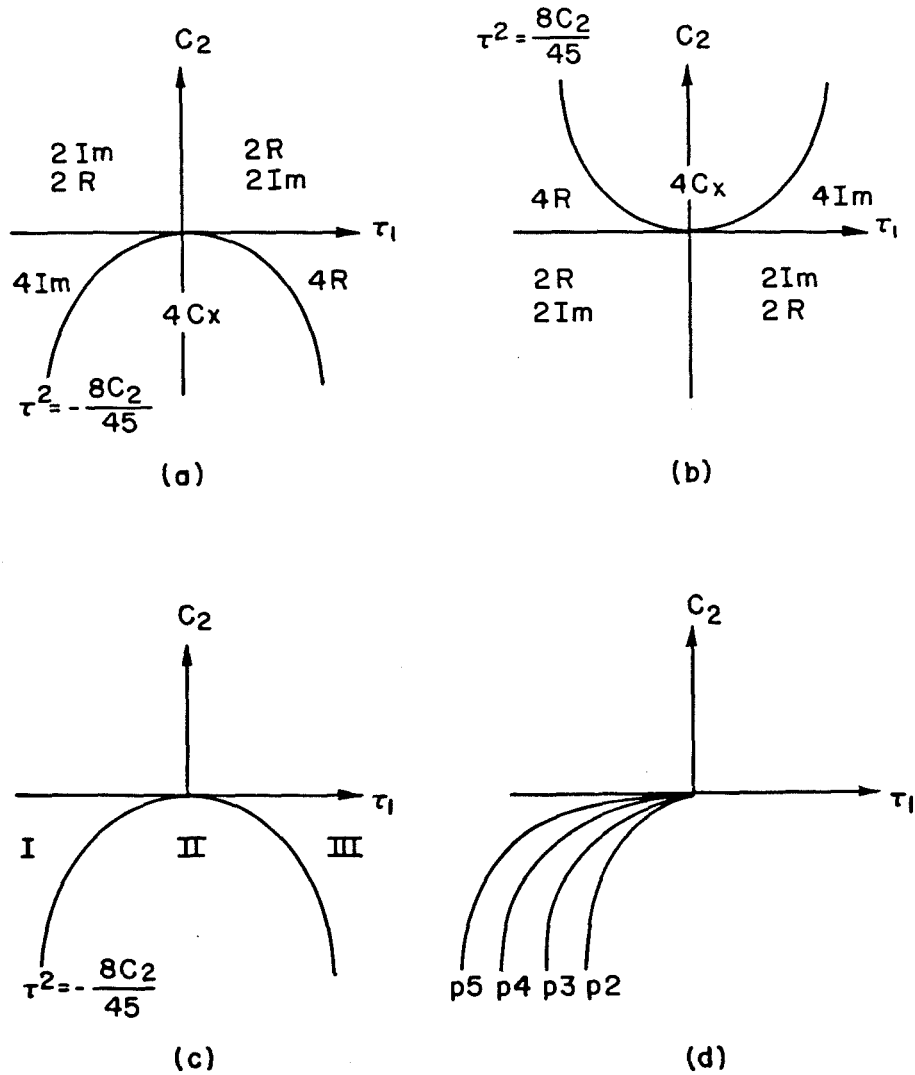 C2
2 Im
2 R
2 R
2 Im
τ1
4 Im
4 R
4 Cx
τ² = - 8C2/45
(a)
τ² = 8C2/45
C2
4 R
4 Cx
4 Im
τ1
2 R
2 Im
2 Im
2 R
(b)
C2
τ1
I
II
III
τ² = - 8C2/45
(c)
C2
τ1
p5 p4 p3 p2
(d)